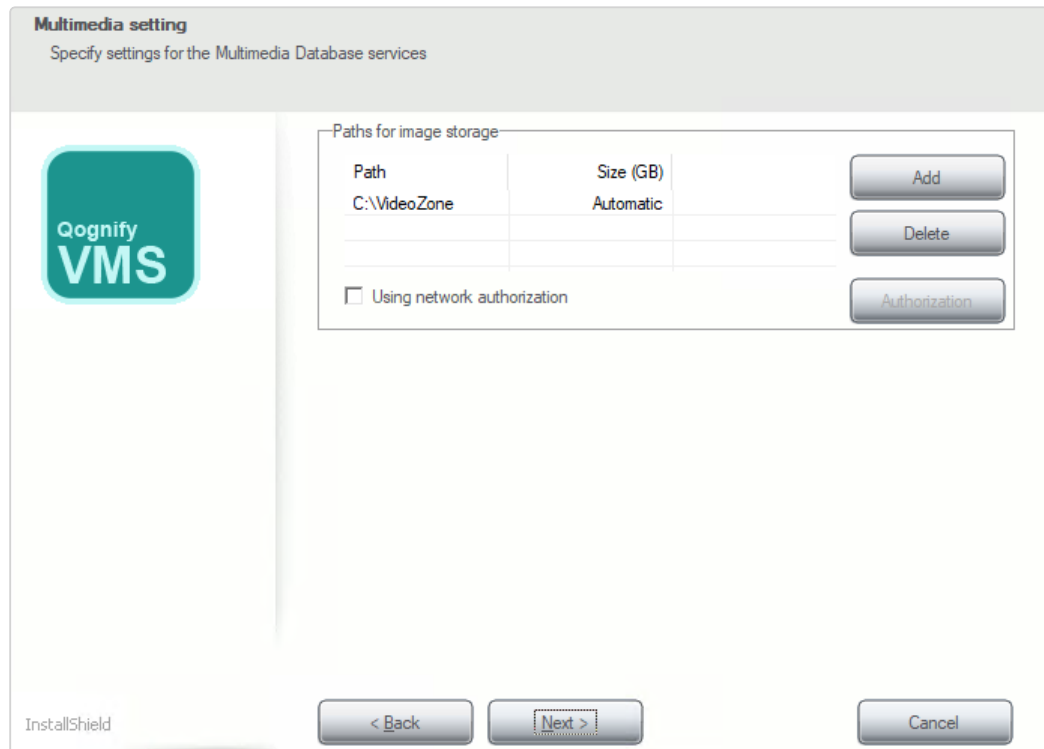 Multimedia setting
Specify settings for the Multimedia Database services
Qognify
VMS
Paths for image storage
Path Size (GB)
C:\VideoZone Automatic
Add
Delete
Using network authorization
Authorization
InstallShield
< Back
Next >
Cancel